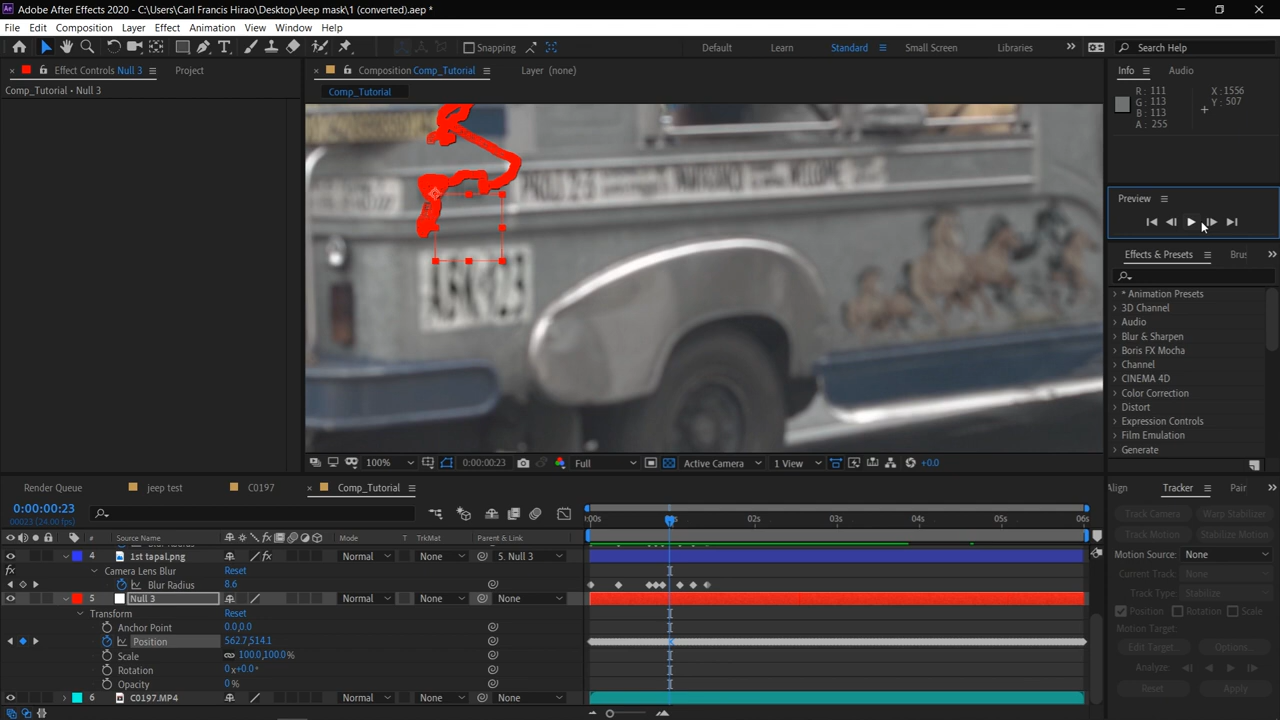 Adobe After Effects 2020 - C:\Users\Carl Francis Hirao\Desktop\Jeep mask\1 (converted).aep *
File Edit Composition Layer Effect Animation View Window Help
Snapping Default Learn Standard Small Screen Libraries Search Help
Effect Controls Null 3 Project
Comp_Tutorial • Null 3
Composition Comp_Tutorial Layer (none)
Comp_Tutorial
100% 0:00:00:23 Full Active Camera 1 View +0.0
Info Audio
R: 111 X: 1556
G: 113 Y: 507
B: 113
A: 255
Preview
Effects & Presets Brus
* Animation Presets
3D Channel
Audio
Blur & Sharpen
Boris FX Mocha
Channel
CINEMA 4D
Color Correction
Distort
Expression Controls
Film Emulation
Generate
Render Queue jeep test C0197 Comp_Tutorial
0:00:00:23
00023 (24.00 fps)
:00s 02s 03s 04s 05s 06s
# Source Name Mode T TrkMat Parent & Link
4 1st tapal.png Normal None 5. Null 3
Camera Lens Blur Reset
Blur Radius 8.6
5 Null 3 Normal None None
Transform Reset
Anchor Point 0.0,0.0
Position 562.7,514.1
Scale 100.0,100.0%
Rotation 0x+0.0°
Opacity 0%
6 C0197.MP4 Normal None None
Align Tracker Pair
Track Camera Warp Stabilizer
Track Motion Stabilize Motion
Motion Source: None
Current Track: None
Track Type: Stabilize
Position Rotation Scale
Motion Target:
Edit Target... Options...
Analyze:
Reset Apply